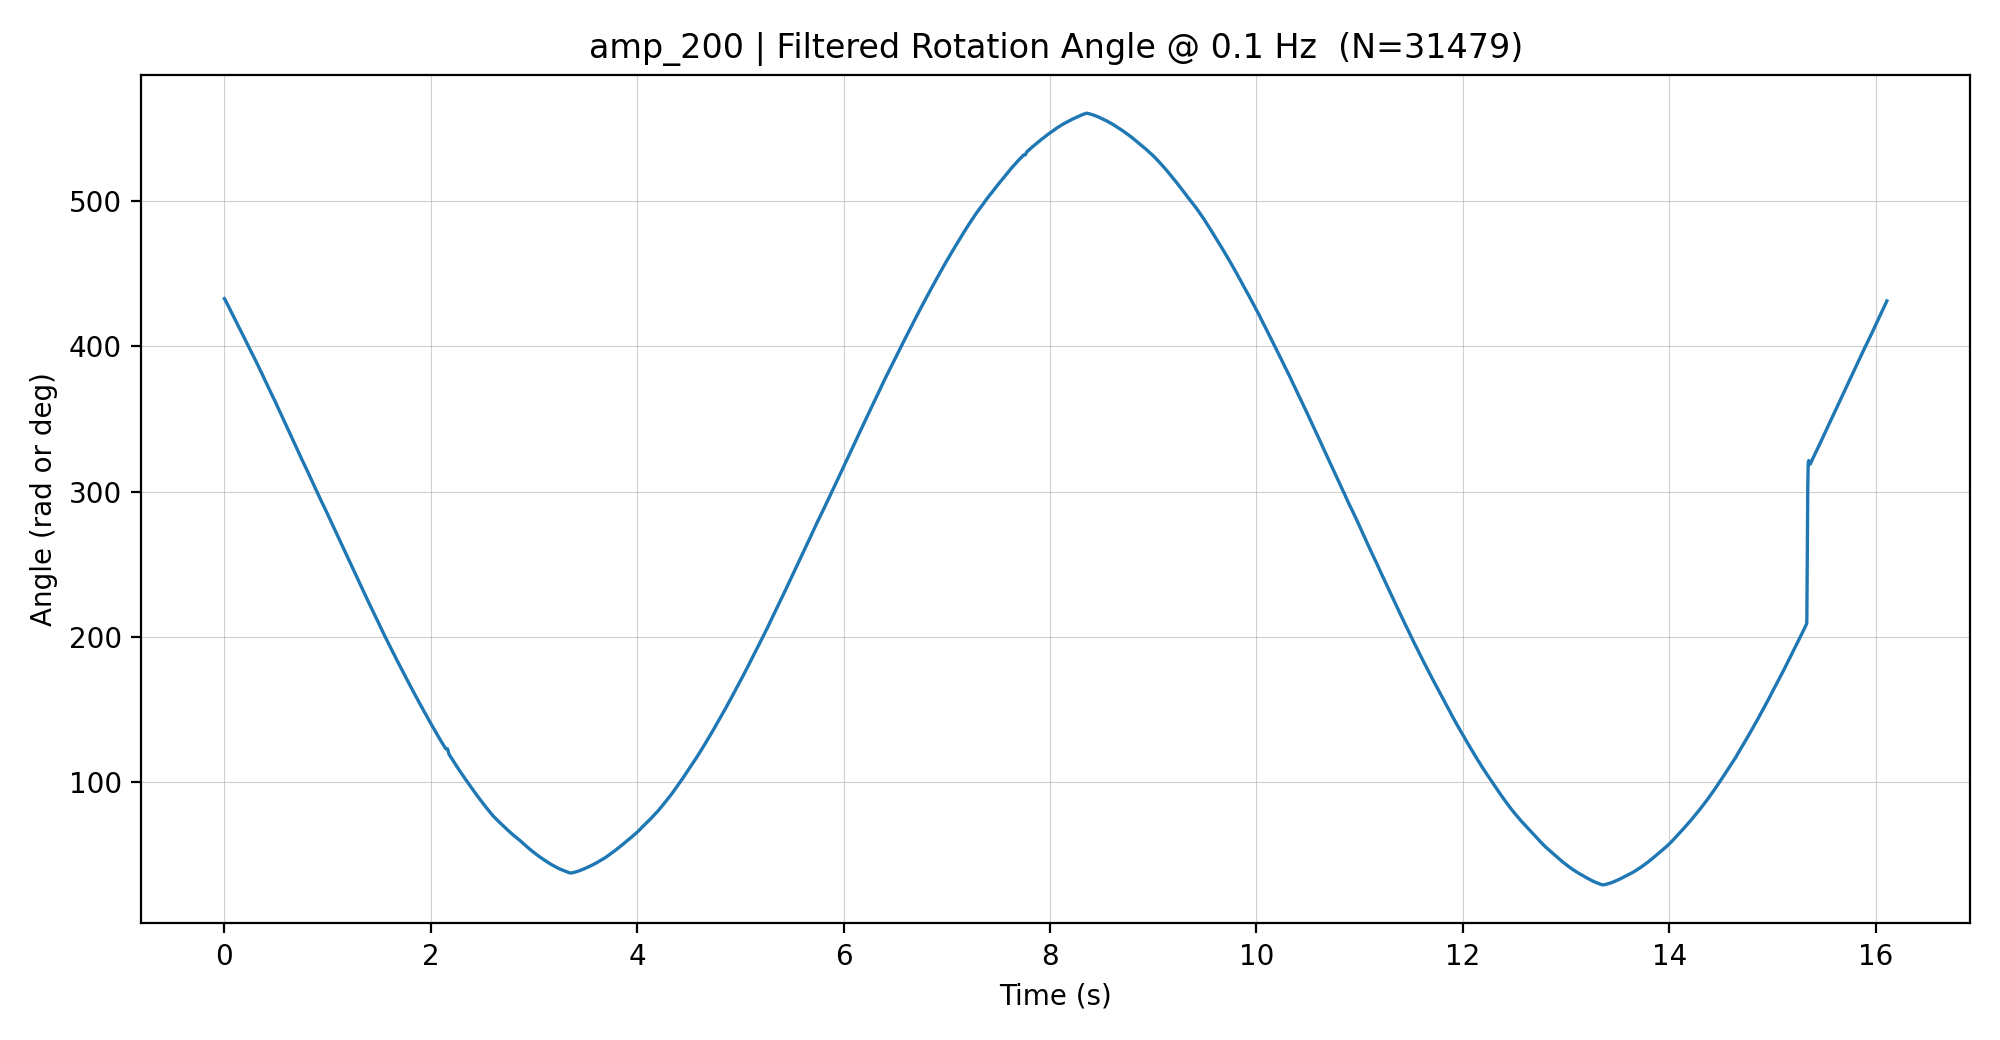 amp_200 | Filtered Rotation Angle @ 0.1 Hz  (N=31479)
Angle (rad or deg)
500
400
300
200
100
0 2 4 6 8 10 12 14 16
Time (s)